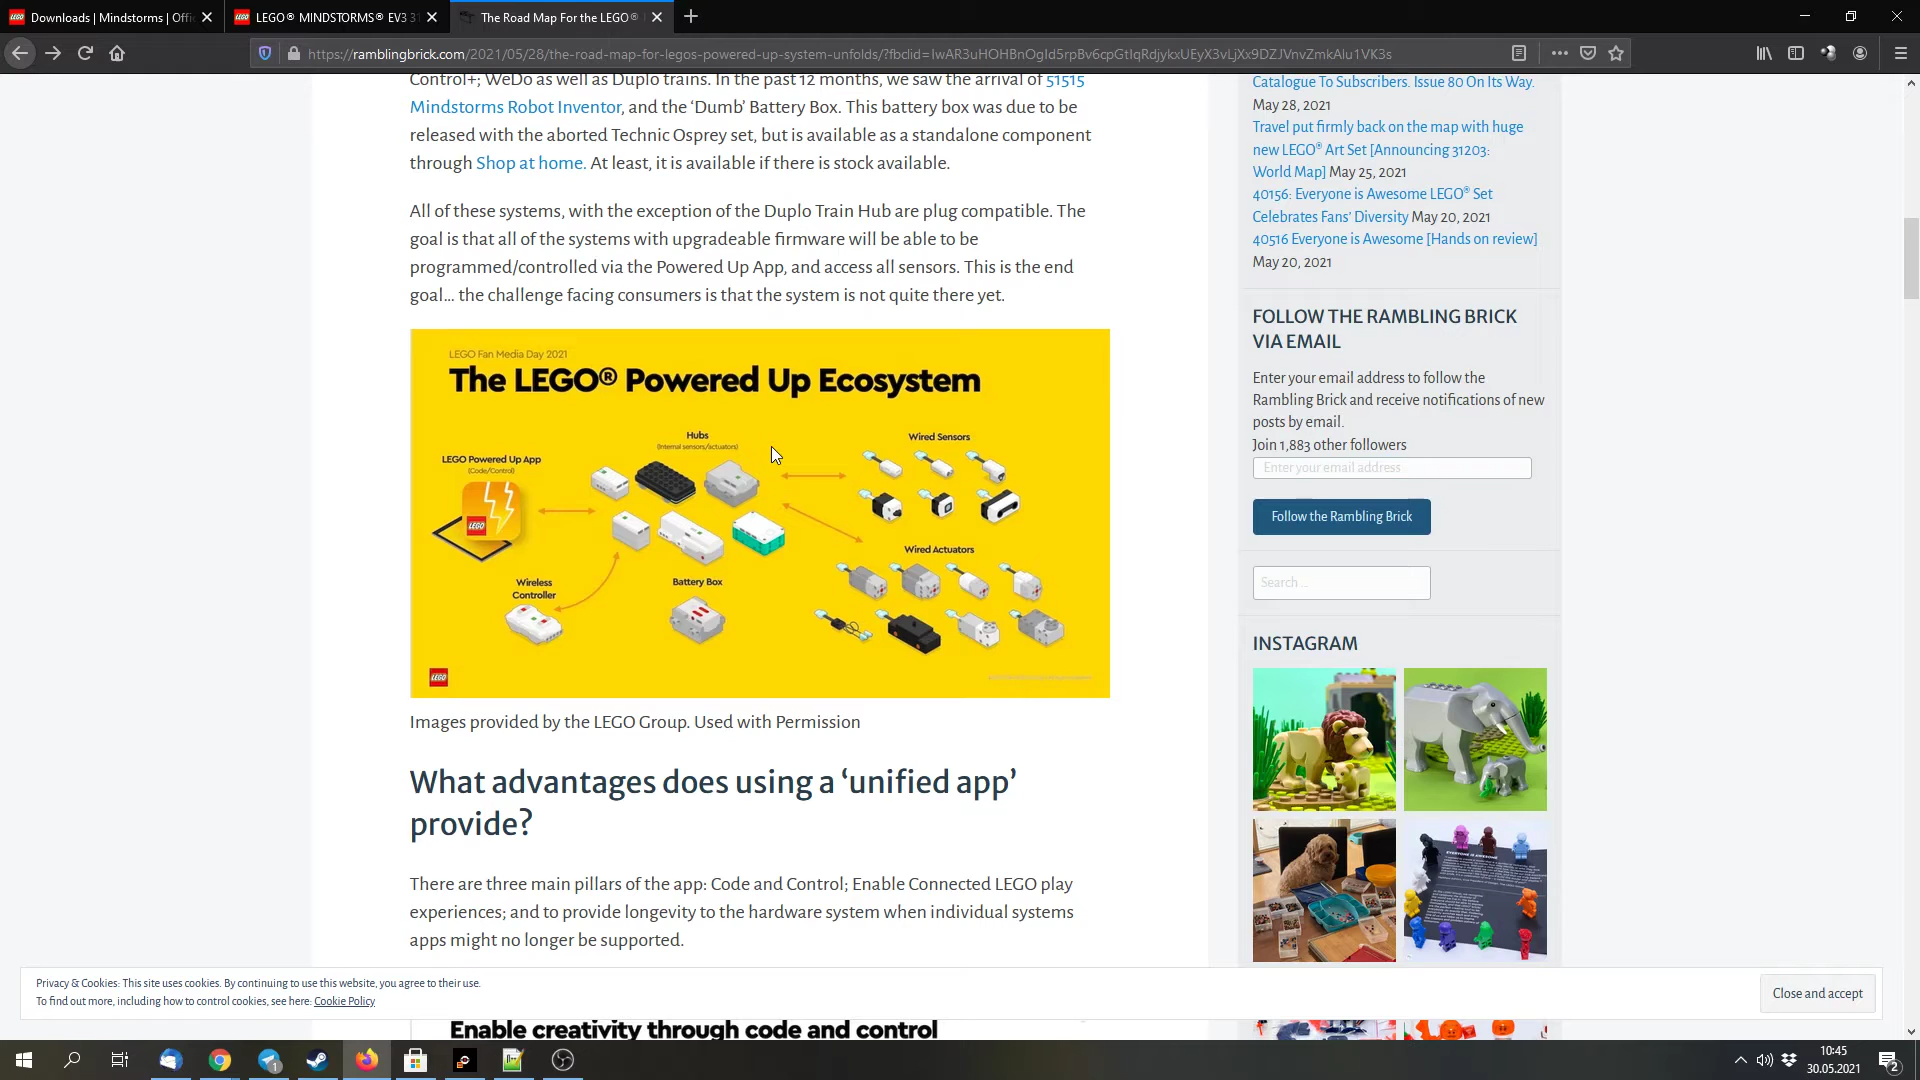 Downloads | Mindstorms | Offi
LEGO® MINDSTORMS® EV3 31
The Road Map For the LEGO®
https://ramblingbrick.com/2021/05/28/the-road-map-for-legos-powered-up-system-unfolds/?fbclid=IwAR3uHOHBnOgId5rpBv6cpGtIqRdjykxUEyX3vLjXx9DZJVnvZmkAlu1VK3s
Control+; WeDo as well as Duplo trains. In the past 12 months, we saw the arrival of 51515
Mindstorms Robot Inventor, and the ‘Dumb’ Battery Box. This battery box was due to be
released with the aborted Technic Osprey set, but is available as a standalone component
through Shop at home. At least, it is available if there is stock available.
All of these systems, with the exception of the Duplo Train Hub are plug compatible. The
goal is that all of the systems with upgradeable firmware will be able to be
programmed/controlled via the Powered Up App, and access all sensors. This is the end
goal… the challenge facing consumers is that the system is not quite there yet.
LEGO Fan Media Day 2021
The LEGO® Powered Up Ecosystem
Hubs
(Internal sensors/actuators)
Wired Sensors
LEGO Powered Up App
(Code/Control)
LEGO
Wired Actuators
Wireless
Controller
Battery Box
LEGO
Images provided by the LEGO Group. Used with Permission
What advantages does using a ‘unified app’
provide?
There are three main pillars of the app: Code and Control; Enable Connected LEGO play
experiences; and to provide longevity to the hardware system when individual systems
apps might no longer be supported.
Enable creativity through code and control
Catalogue To Subscribers. Issue 80 On Its Way.
May 28, 2021
Travel put firmly back on the map with huge
new LEGO® Art Set [Announcing 31203:
World Map] May 25, 2021
40156: Everyone is Awesome LEGO® Set
Celebrates Fans’ Diversity May 20, 2021
40516 Everyone is Awesome [Hands on review]
May 20, 2021
FOLLOW THE RAMBLING BRICK
VIA EMAIL
Enter your email address to follow the
Rambling Brick and receive notifications of new
posts by email.
Join 1,883 other followers
Enter your email address
Follow the Rambling Brick
Search …
INSTAGRAM
EVERYONE IS AWESOME
Privacy & Cookies: This site uses cookies. By continuing to use this website, you agree to their use.
To find out more, including how to control cookies, see here: Cookie Policy
Close and accept
1
10:45
30.05.2021
2